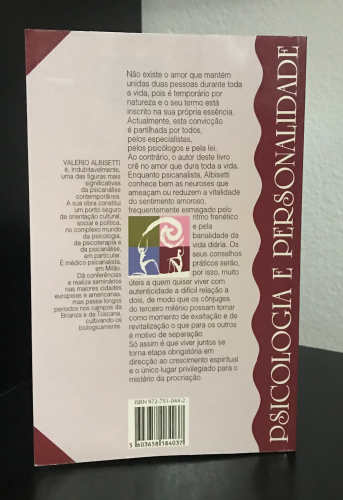 Não existe o amor que mantém
unidas duas pessoas durante toda
a vida, pois é temporário por
natureza e o seu termo está
inscrito na sua própria essência.
Actualmente, esta convicção
é partilhada por todos,
pelos especialistas,
pelos psicólogos e pela lei.
Ao contrário, o autor deste livro
crê no amor que dura toda a vida.
Enquanto psicanalista, Albisetti
conhece bem as neuroses que
ameaçam ou reduzem a vitalidade
do sentimento amoroso,
frequentemente esmagado pelo
ritmo frenético
e pela
banalidade da
vida diária. Os
seus conselhos
práticos serão,
por isso, muito
úteis a quem quiser viver com
autenticidade a difícil relação a
dois, de modo que os cônjuges
do terceiro milénio possam tomar
como momento de exaltação e de
revitalização o que para os outros
é motivo de separação.
Só assim é que viver juntos se
torna etapa obrigatória em
direcção ao crescimento espiritual
e o único lugar privilegiado para o
mistério da procriação.
VALERIO ALBISETTI
é, indubitavelmente,
uma das figuras mais
significativas
da psicanálise
contemporânea.
A sua obra constitui
um ponto seguro
de orientação cultural,
social e política,
no complexo mundo
da psicologia,
da psicoterapia e
da psicanálise,
em particular.
É médico psicanalista,
em Milão.
Dá conferências
e realiza seminários
nas maiores cidades
europeias e americanas,
mas passa longos
períodos nos campos da
Brianza e da Toscana,
cultivando-os
biologicamente.
PSICOLOGIA E PERSONALIDADE
ISBN 972-751-044-2
5603658184037